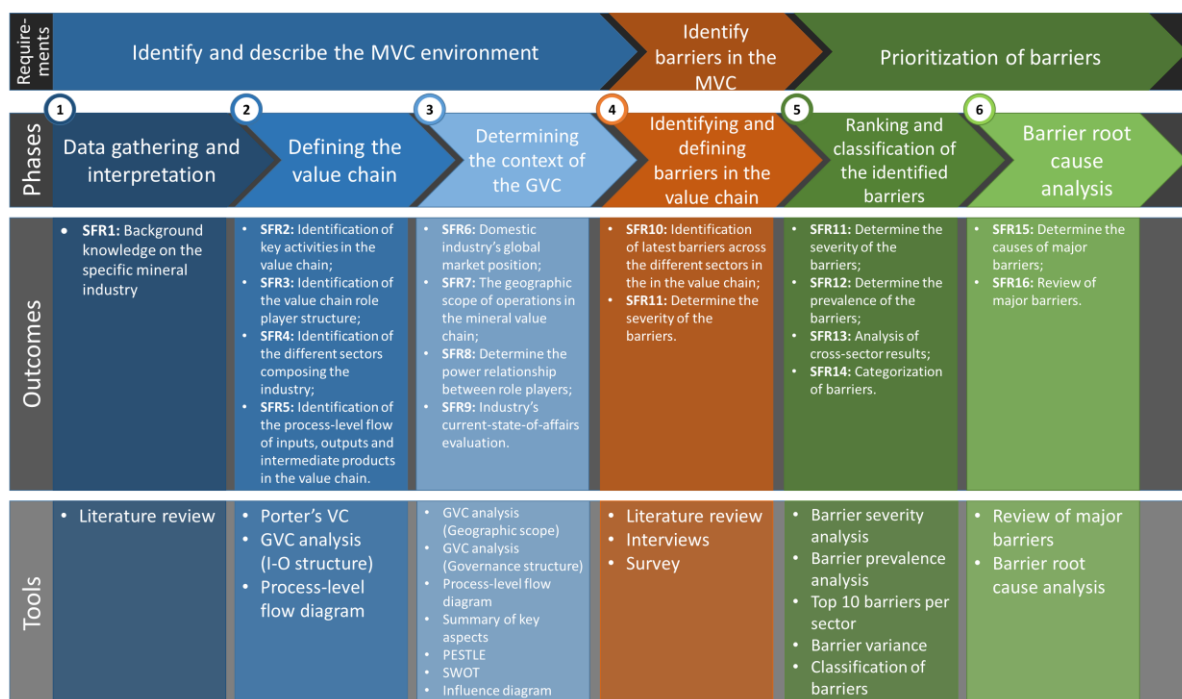 Require-
ments
Identify and describe the MVC environment
Identify
barriers in the
MVC
Prioritization of barriers
Phases
1
Data gathering and
interpretation
2
Defining the
value chain
3
Determining
the context of
the GVC
4
Identifying and
defining
barriers in the
value chain
5
Ranking and
classification of
the identified
barriers
6
Barrier root
cause
analysis
Outcomes
• SFR1: Background
knowledge on the
specific mineral
industry
• SFR2: Identification of
key activities in the
value chain;
• SFR3: Identification of
the value chain role
player structure;
• SFR4: Identification of
the different sectors
composing the
industry;
• SFR5: Identification of
the process-level flow
of inputs, outputs and
intermediate products
in the value chain.
• SFR6: Domestic
industry's global
market position;
• SFR7: The geographic
scope of operations in
the mineral value
chain;
• SFR8: Determine the
power relationship
between role players;
• SFR9: Industry's
current-state-of-affairs
evaluation.
• SFR10: Identification
of latest barriers across
the different sectors in
the in the value chain;
• SFR11: Determine the
severity of the
barriers.
• SFR11: Determine the
severity of the
barriers;
• SFR12: Determine the
prevalence of the
barriers;
• SFR13: Analysis of
cross-sector results;
• SFR14: Categorization
of barriers.
• SFR15: Determine the
causes of major
barriers;
• SFR16: Review of
major barriers.
Tools
• Literature review
• Porter's VC
• GVC analysis
(I-O structure)
• Process-level
flow diagram
• GVC analysis
(Geographic scope)
• GVC analysis
(Governance structure)
• Process-level flow
diagram
• Summary of key
aspects
• PESTLE
• SWOT
• Influence diagram
• Literature review
• Interviews
• Survey
• Barrier severity
analysis
• Barrier prevalence
analysis
• Top 10 barriers per
sector
• Barrier variance
• Classification of
barriers
• Review of major
barriers
• Barrier root
cause analysis